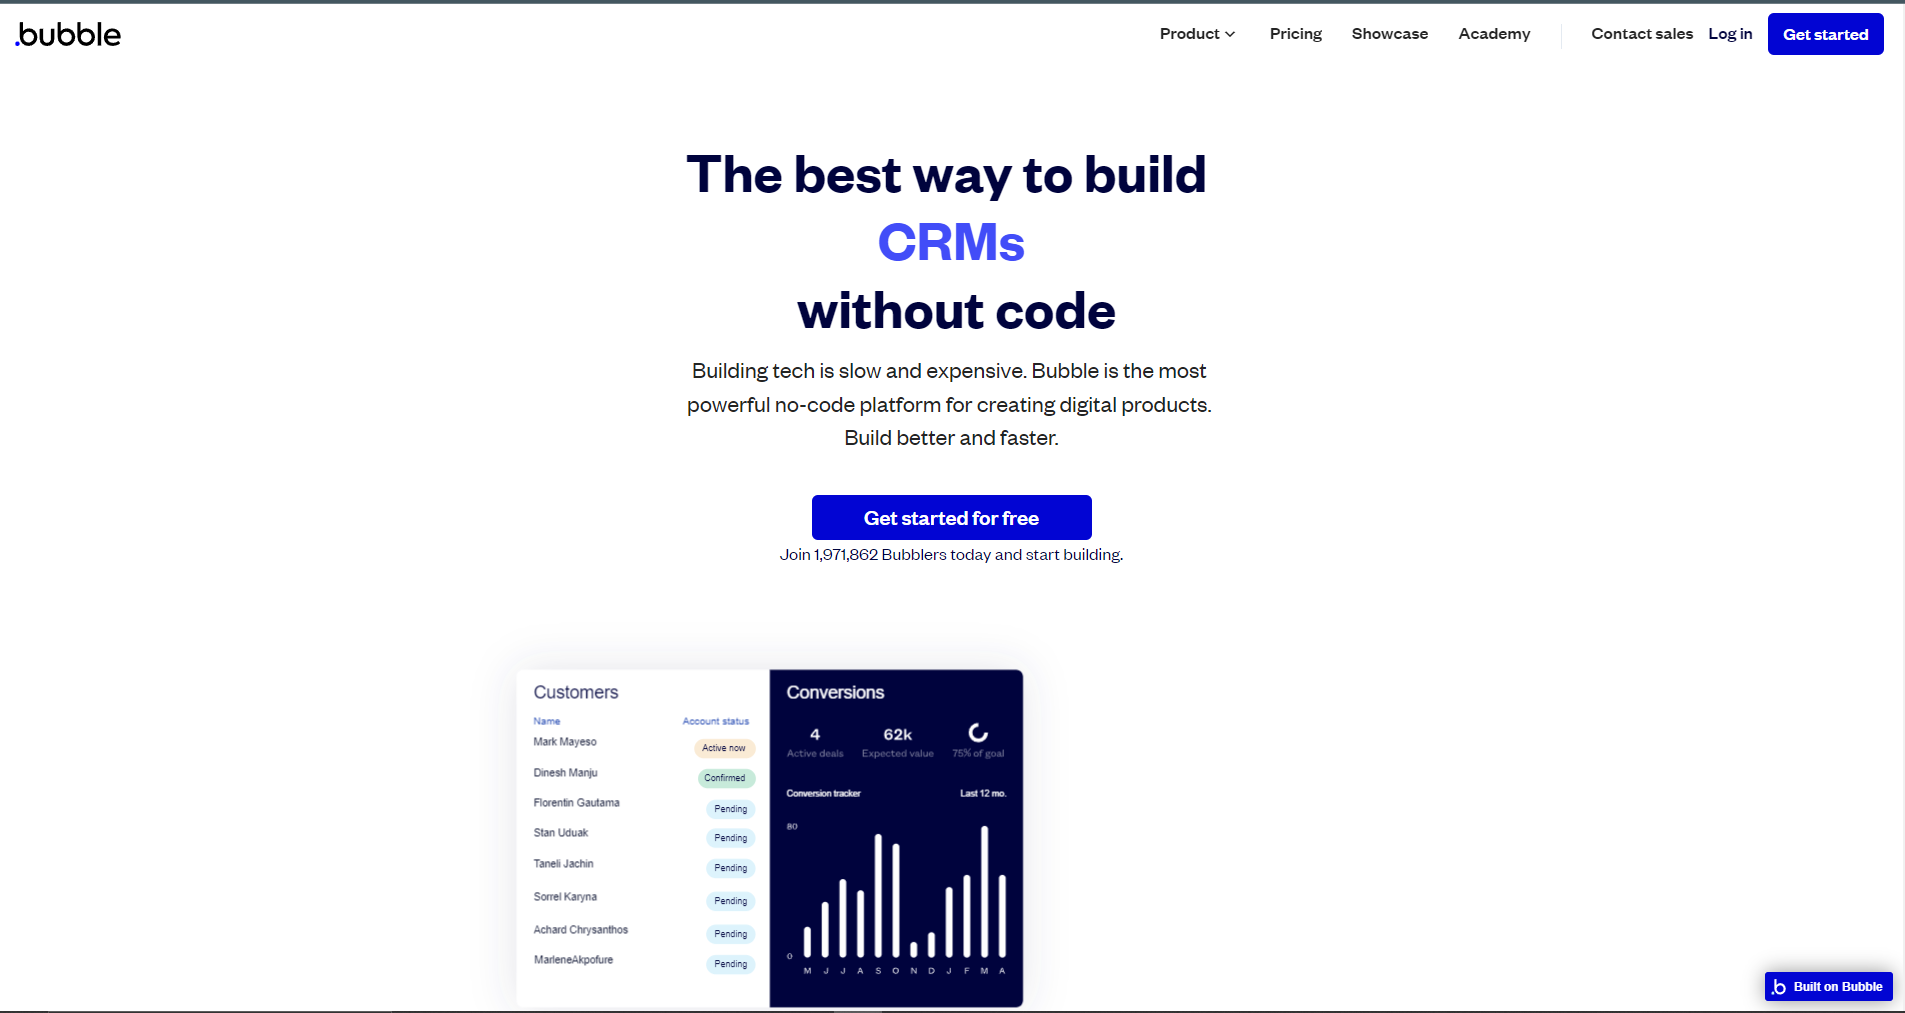 .bubble
Product
Pricing
Showcase
Academy
Contact sales
Log in
Get started
The best way to build
CRMs
without code
Building tech is slow and expensive. Bubble is the most
powerful no-code platform for creating digital products.
Build better and faster.
Get started for free
Join 1,971,862 Bubblers today and start building.
Customers
Name Account status
Mark Mayeso Active now
Dinesh Manju Confirmed
Florentin Gautama Pending
Stan Uduak Pending
Taneli Jachin Pending
Sorrel Karyna Pending
Achard Chrysanthos Pending
MarleneAkpofure Pending
Conversions
4 62k
Active deals Expected value 75% of goal
Conversion tracker Last 12 mo.
80
0
M J J A S O N D J F M A
.b Built on Bubble